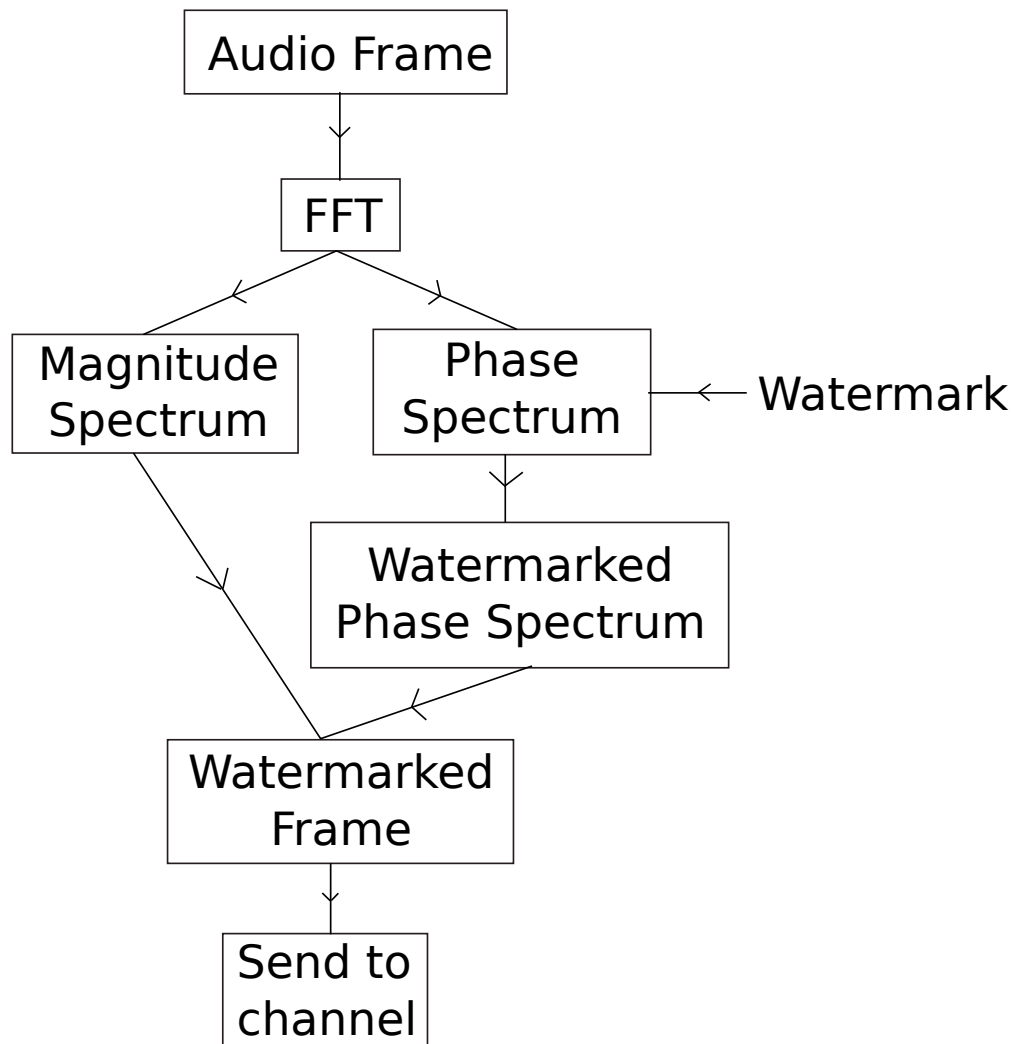 Audio Frame
FFT
Magnitude
Spectrum
Phase
Spectrum
Watermark
Watermarked
Phase Spectrum
Watermarked
Frame
Send to
channel